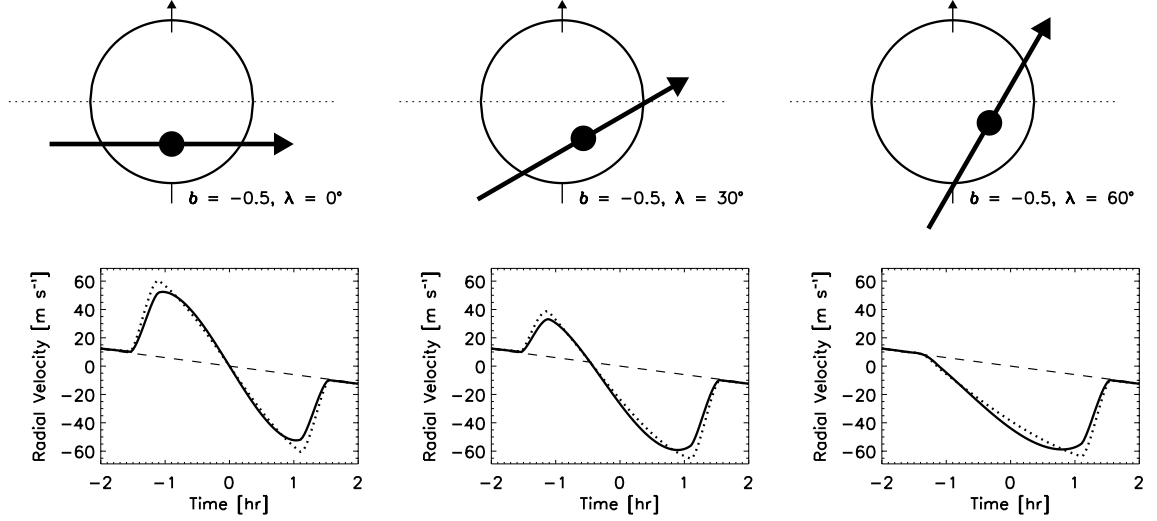 b = −0.5, λ = 0°
b = −0.5, λ = 30°
b = −0.5, λ = 60°
Radial Velocity [m s⁻¹]
60
40
20
0
−20
−40
−60
−2 −1 0 1 2
Time [hr]
Radial Velocity [m s⁻¹]
60
40
20
0
−20
−40
−60
−2 −1 0 1 2
Time [hr]
Radial Velocity [m s⁻¹]
60
40
20
0
−20
−40
−60
−2 −1 0 1 2
Time [hr]